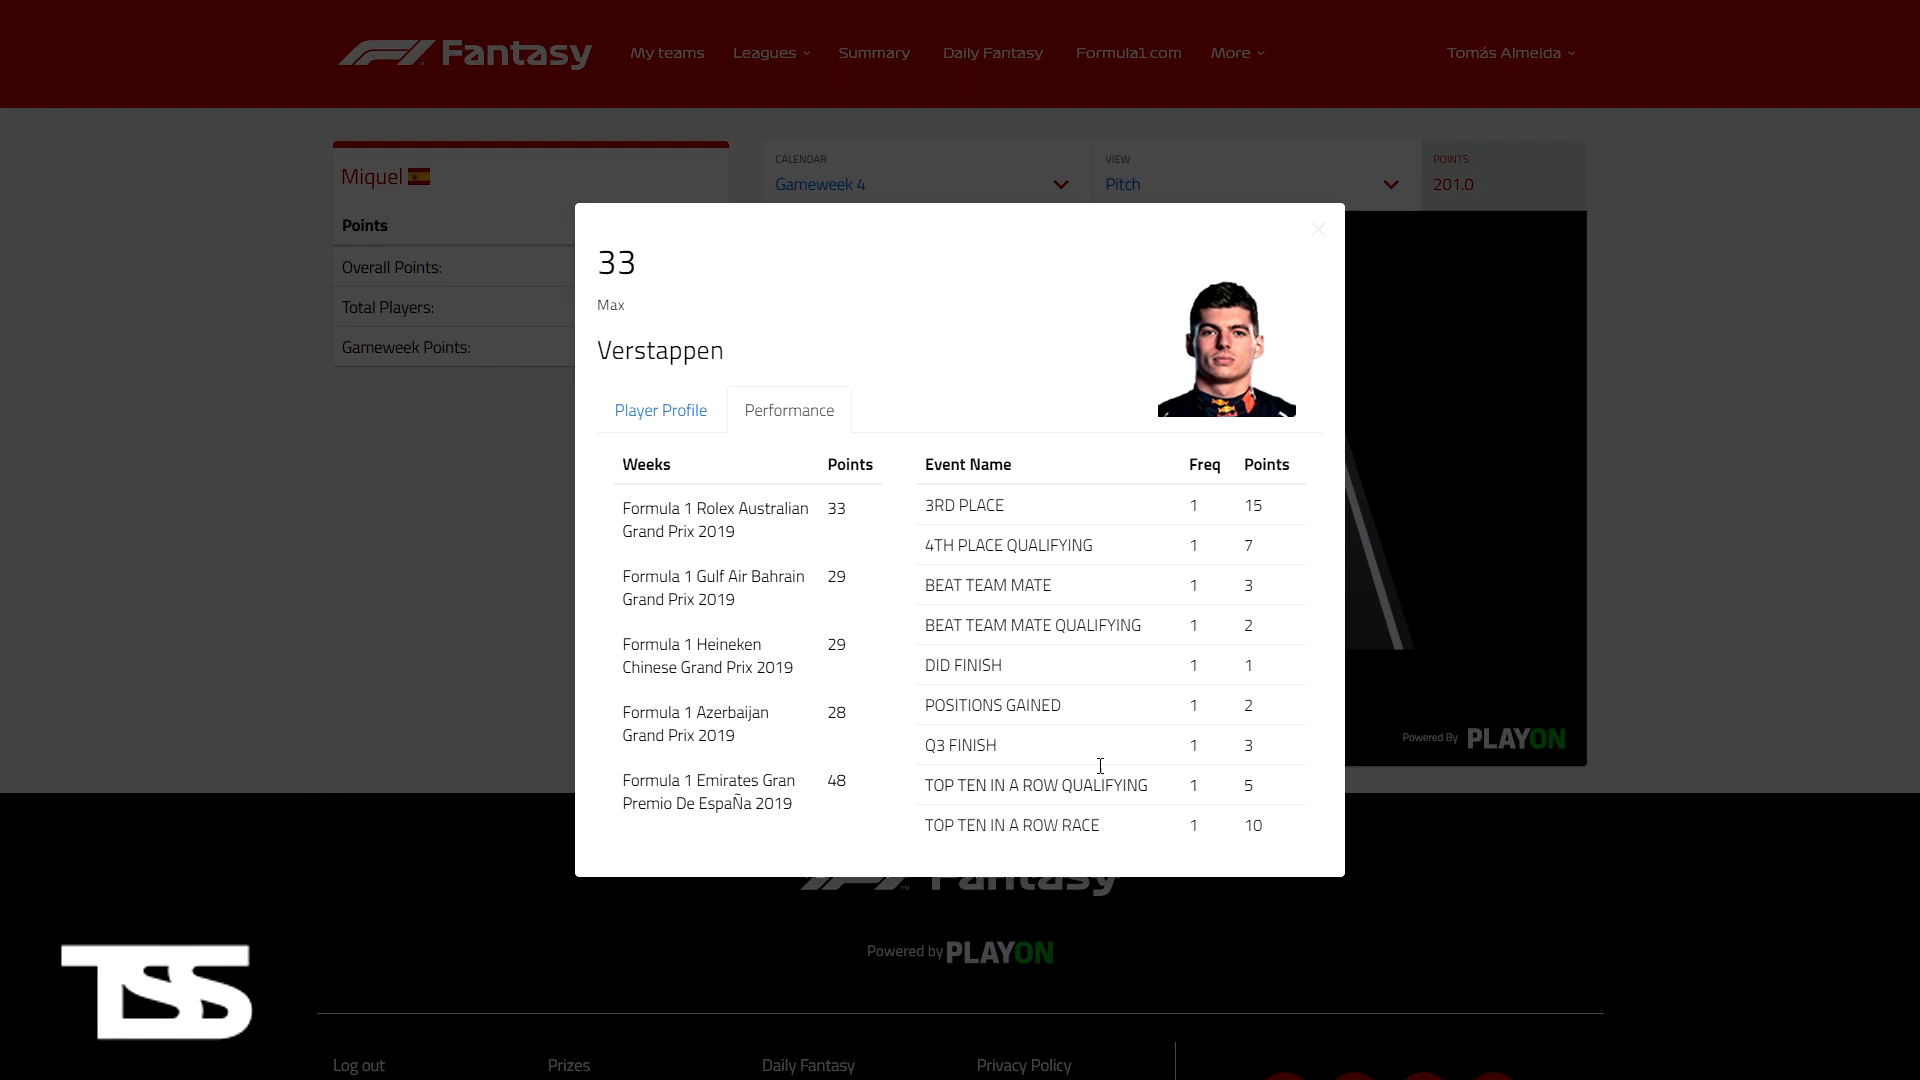 Fantasy My teams Leagues Summary Daily Fantasy Formula1.com More Tomás Almeida
Miquel
Points
Overall Points:
Total Players:
Gameweek Points:
CALENDAR
Gameweek 4
VIEW
Pitch
POINTS
201.0
33
Max
Verstappen
Player Profile Performance
Weeks Points
Formula 1 Rolex Australian 33
Grand Prix 2019
Formula 1 Gulf Air Bahrain 29
Grand Prix 2019
Formula 1 Heineken 29
Chinese Grand Prix 2019
Formula 1 Azerbaijan 28
Grand Prix 2019
Formula 1 Emirates Gran 48
Premio De EspaÑa 2019
Event Name Freq Points
3RD PLACE 1 15
4TH PLACE QUALIFYING 1 7
BEAT TEAM MATE 1 3
BEAT TEAM MATE QUALIFYING 1 2
DID FINISH 1 1
POSITIONS GAINED 1 2
Q3 FINISH 1 3
TOP TEN IN A ROW QUALIFYING 1 5
TOP TEN IN A ROW RACE 1 10
Powered By PLAYON
Fantasy
Powered by PLAYON
TSS
Log out Prizes Daily Fantasy Privacy Policy